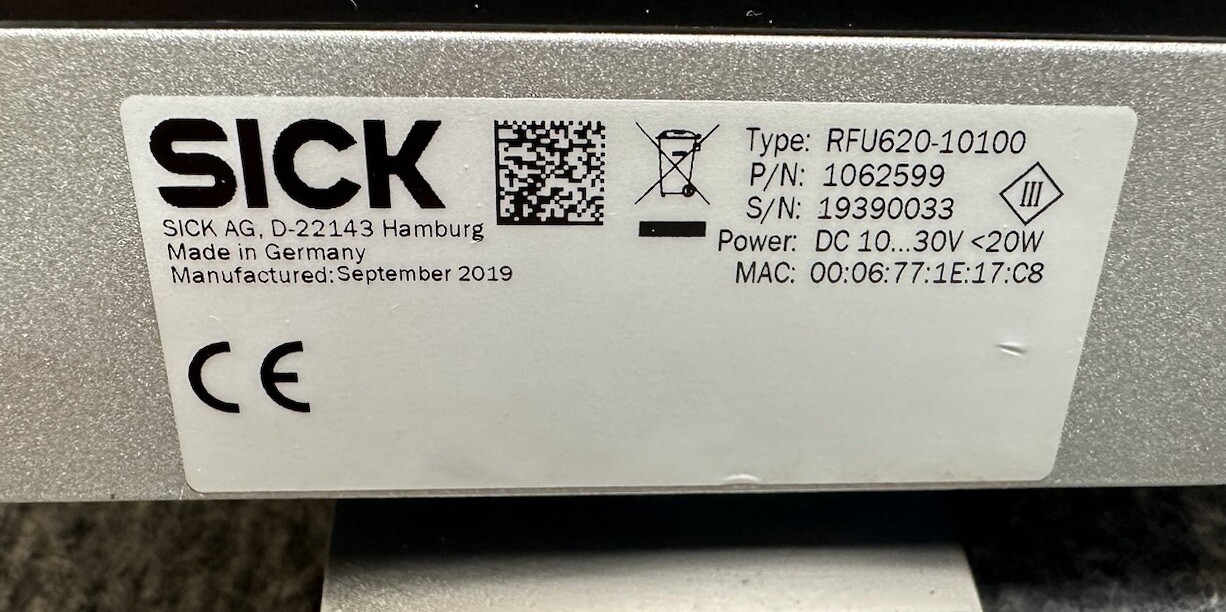 SICK
SICK AG, D-22143 Hamburg
Made in Germany
Manufactured: September 2019
CE
Type: RFU620-10100
P/N: 1062599
S/N: 19390033
III
Power: DC 10...30V <20W
MAC: 00:06:77:1E:17:C8